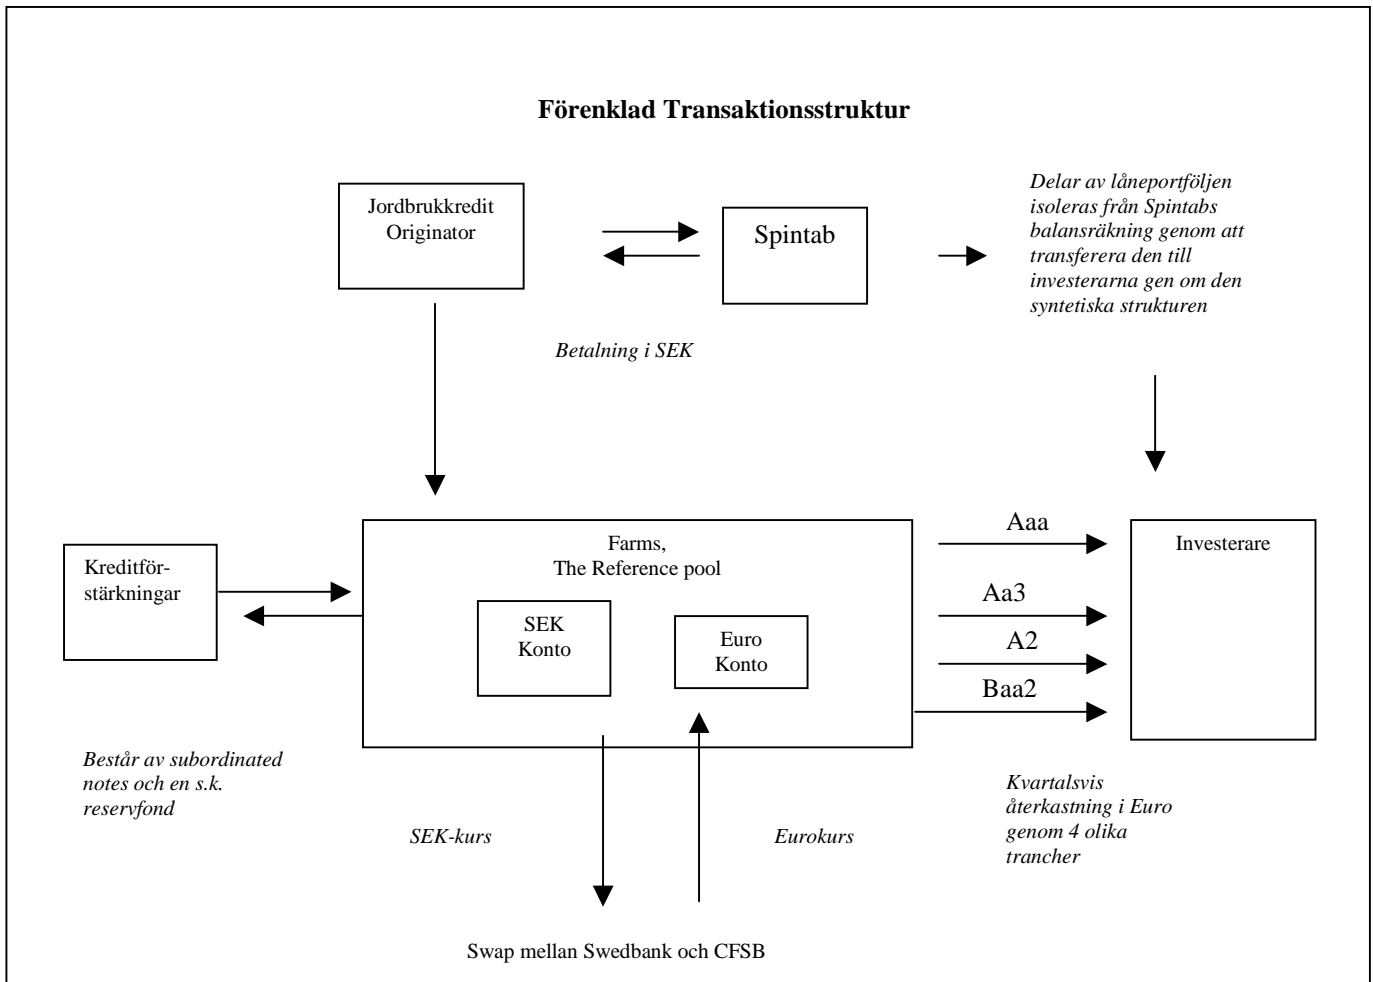 Förenklad Transaktionsstruktur
Jordbrukkredit
Originator
Spintab
Delar av låneportföljen
isoleras från Spintabs
balansräkning genom att
transferera den till
investerarna gen om den
syntetiska strukturen
Betalning i SEK
Kreditför-
stärkningar
Farms,
The Reference pool
SEK
Konto
Euro
Konto
Aaa
Aa3
A2
Baa2
Investerare
Består av subordinated
notes och en s.k.
reservfond
SEK-kurs
Eurokurs
Kvartalsvis
återkastning i Euro
genom 4 olika
trancher
Swap mellan Swedbank och CFSB